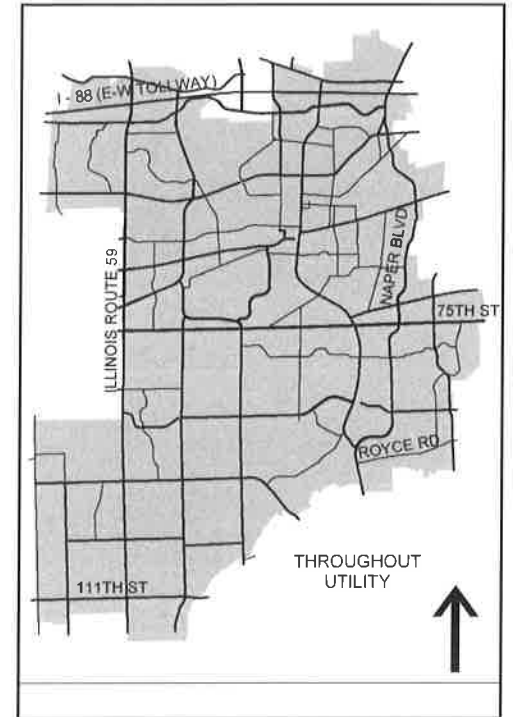 I - 88 (E-W TOLLWAY)
ILLINOIS ROUTE 59
NAPER BLVD
75TH ST
ROYCE RD
THROUGHOUT
UTILITY
111TH ST